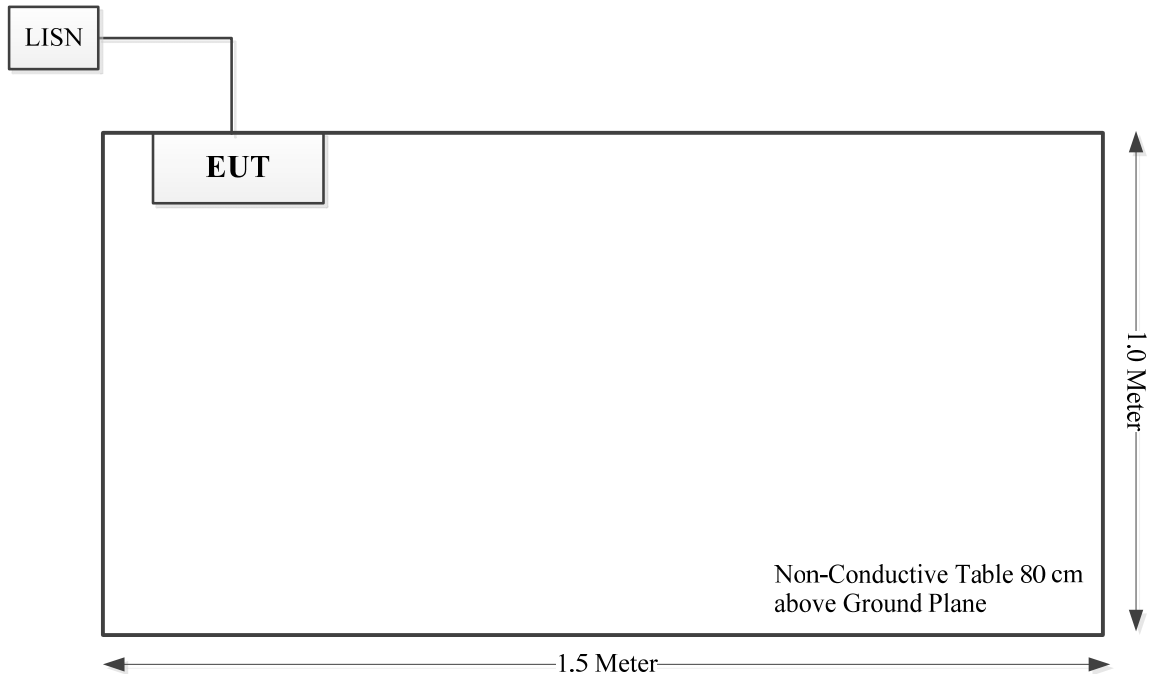 LISN
EUT
1.0 Meter
Non-Conductive Table 80 cm
above Ground Plane
1.5 Meter